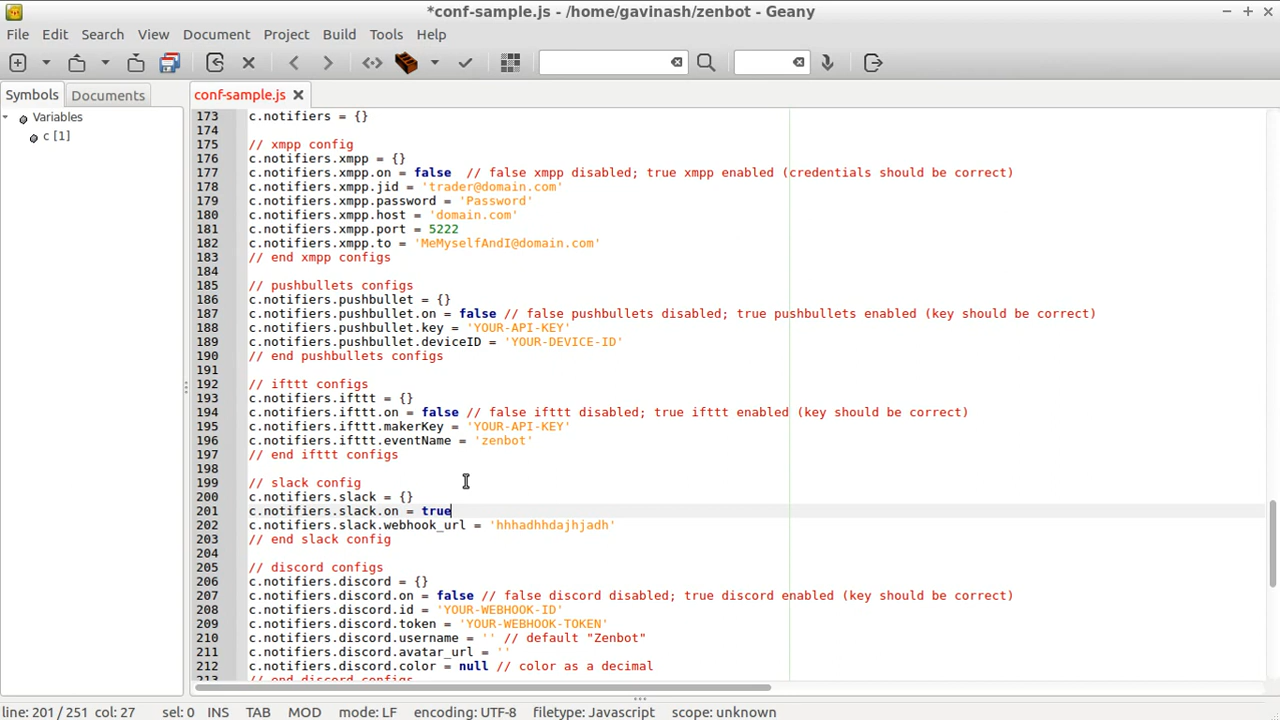 *conf-sample.js - /home/gavinash/zenbot - Geany
File Edit Search View Document Project Build Tools Help
Symbols Documents
conf-sample.js
Variables
c [1]
173 c.notifiers = {}
174
175 // xmpp config
176 c.notifiers.xmpp = {}
177 c.notifiers.xmpp.on = false // false xmpp disabled; true xmpp enabled (credentials should be correct)
178 c.notifiers.xmpp.jid = 'trader@domain.com'
179 c.notifiers.xmpp.password = 'Password'
180 c.notifiers.xmpp.host = 'domain.com'
181 c.notifiers.xmpp.port = 5222
182 c.notifiers.xmpp.to = 'MeMyselfAndI@domain.com'
183 // end xmpp configs
184
185 // pushbullets configs
186 c.notifiers.pushbullet = {}
187 c.notifiers.pushbullet.on = false // false pushbullets disabled; true pushbullets enabled (key should be correct)
188 c.notifiers.pushbullet.key = 'YOUR-API-KEY'
189 c.notifiers.pushbullet.deviceID = 'YOUR-DEVICE-ID'
190 // end pushbullets configs
191
192 // ifttt configs
193 c.notifiers.ifttt = {}
194 c.notifiers.ifttt.on = false // false ifttt disabled; true ifttt enabled (key should be correct)
195 c.notifiers.ifttt.makerKey = 'YOUR-API-KEY'
196 c.notifiers.ifttt.eventName = 'zenbot'
197 // end ifttt configs
198
199 // slack config
200 c.notifiers.slack = {}
201 c.notifiers.slack.on = true
202 c.notifiers.slack.webhook_url = 'hhhadhhdajhjadh'
203 // end slack config
204
205 // discord configs
206 c.notifiers.discord = {}
207 c.notifiers.discord.on = false // false discord disabled; true discord enabled (key should be correct)
208 c.notifiers.discord.id = 'YOUR-WEBHOOK-ID'
209 c.notifiers.discord.token = 'YOUR-WEBHOOK-TOKEN'
210 c.notifiers.discord.username = '' // default "Zenbot"
211 c.notifiers.discord.avatar_url = ''
212 c.notifiers.discord.color = null // color as a decimal
213 // end discord configs
line: 201 / 251 col: 27 sel: 0 INS TAB MOD mode: LF encoding: UTF-8 filetype: Javascript scope: unknown